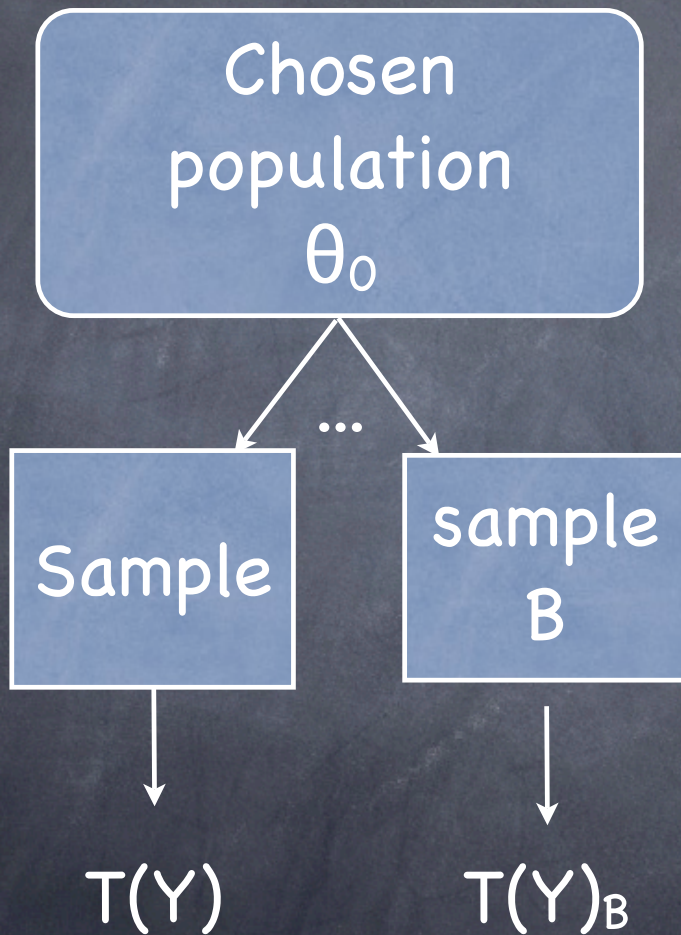 Chosen
population
θ₀
...
Sample
sample
B
T(Y)
T(Y)B